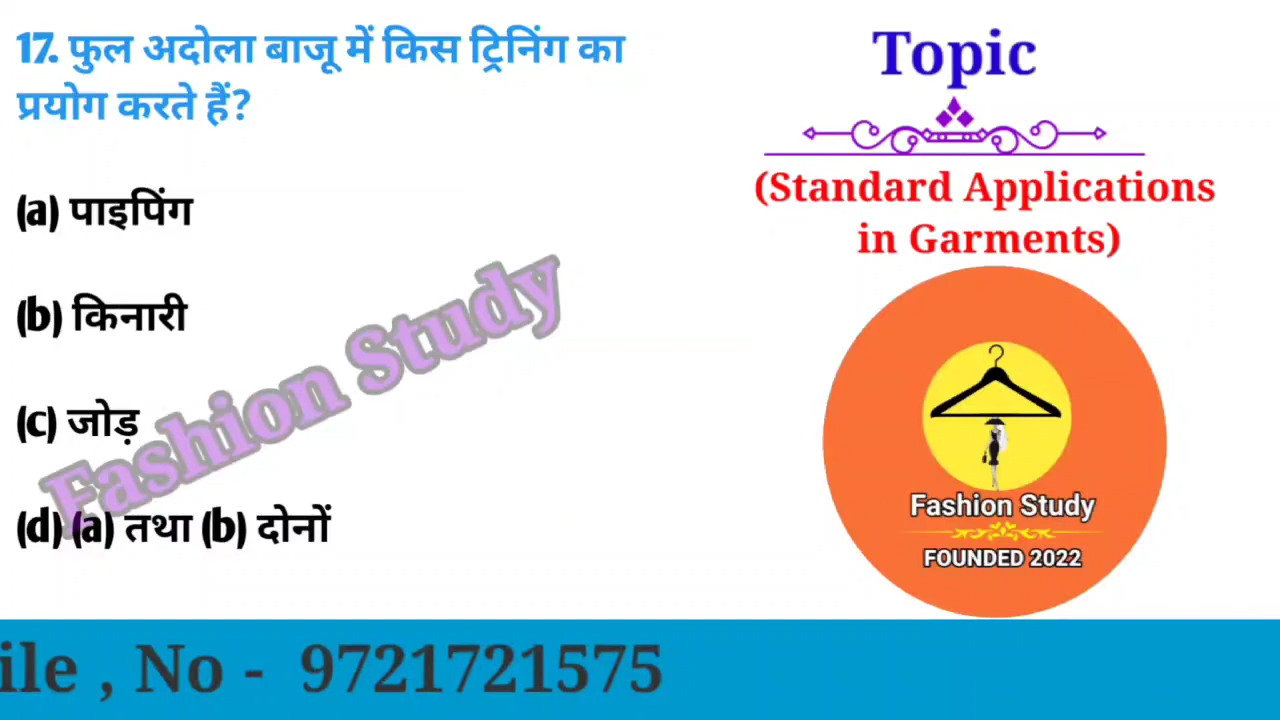 17. फुल अदोला बाजू में किस ट्रिनिंग का
प्रयोग करते हैं?
(a) पाइपिंग
(b) किनारी
(c) जोड़
(d) (a) तथा (b) दोनों
Fashion Study
Topic
(Standard Applications
in Garments)
Fashion Study
FOUNDED 2022
ile , No - 9721721575